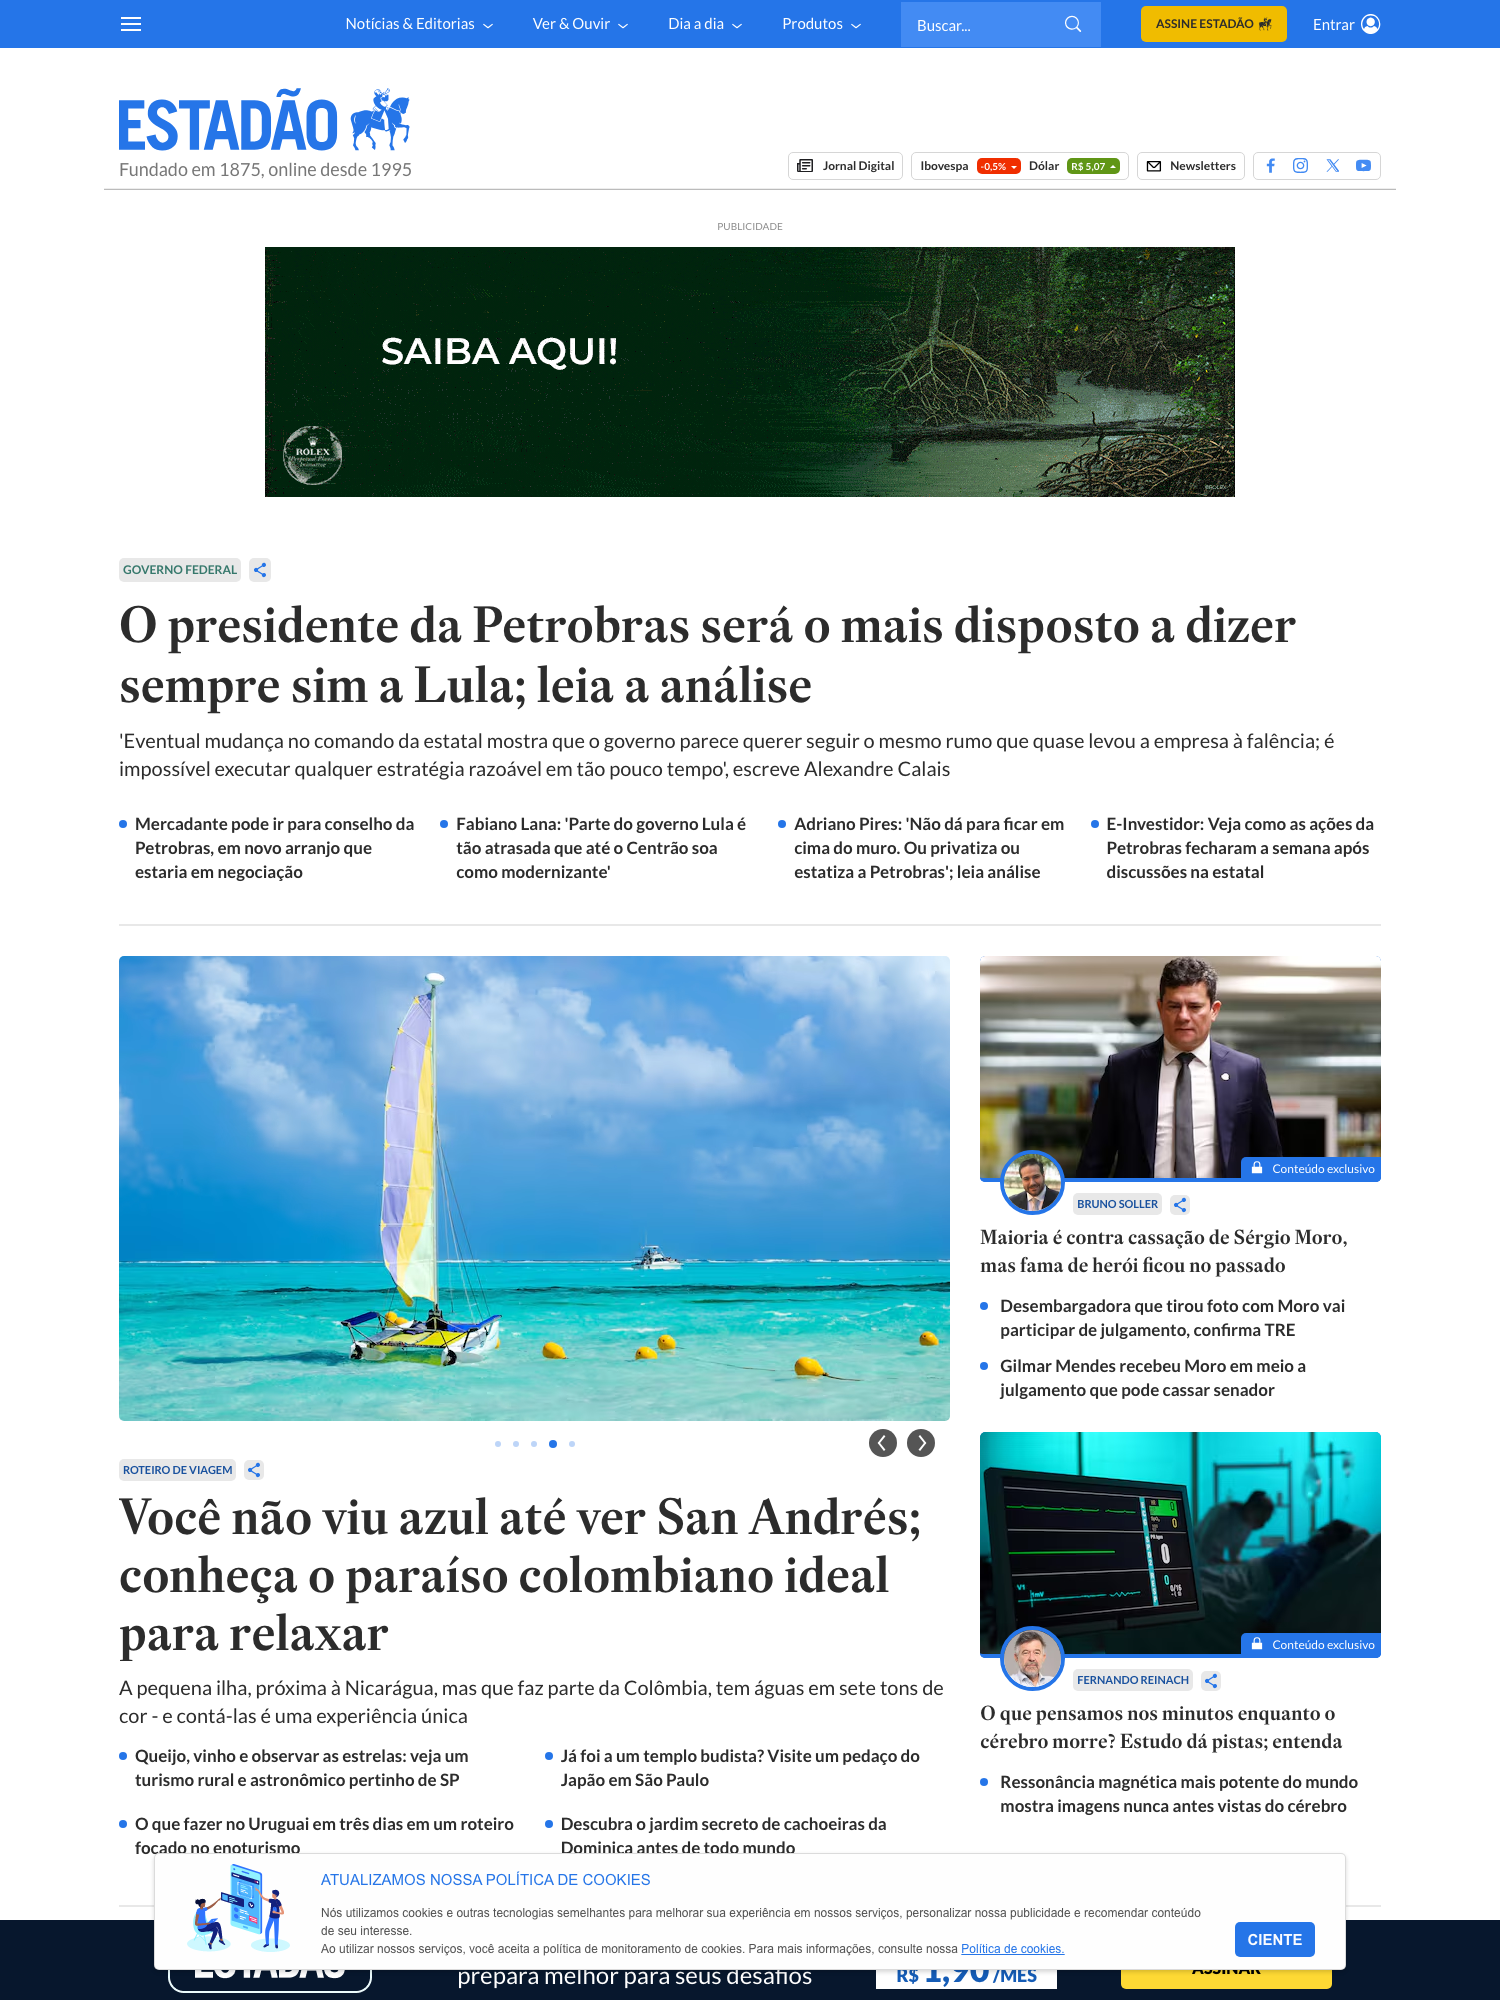 Notícias & Editorias
Ver & Ouvir
Dia a dia
Produtos
Buscar...
ASSINE ESTADÃO
Entrar
ESTADÃO
Fundado em 1875, online desde 1995
Jornal Digital
Ibovespa -0,5% Dólar R$ 5,07
Newsletters
PUBLICIDADE
SAIBA AQUI!
ROLEX
Perpetual Planet
Initiative
©ROLEX
GOVERNO FEDERAL
O presidente da Petrobras será o mais disposto a dizer
sempre sim a Lula; leia a análise
'Eventual mudança no comando da estatal mostra que o governo parece querer seguir o mesmo rumo que quase levou a empresa à falência; é
impossível executar qualquer estratégia razoável em tão pouco tempo', escreve Alexandre Calais
Mercadante pode ir para conselho da
Petrobras, em novo arranjo que
estaria em negociação
Fabiano Lana: 'Parte do governo Lula é
tão atrasada que até o Centrão soa
como modernizante'
Adriano Pires: 'Não dá para ficar em
cima do muro. Ou privatiza ou
estatiza a Petrobras'; leia análise
E-Investidor: Veja como as ações da
Petrobras fecharam a semana após
discussões na estatal
ROTEIRO DE VIAGEM
Você não viu azul até ver San Andrés;
conheça o paraíso colombiano ideal
para relaxar
A pequena ilha, próxima à Nicarágua, mas que faz parte da Colômbia, tem águas em sete tons de
cor - e contá-las é uma experiência única
Queijo, vinho e observar as estrelas: veja um
turismo rural e astronômico pertinho de SP
Já foi a um templo budista? Visite um pedaço do
Japão em São Paulo
O que fazer no Uruguai em três dias em um roteiro
focado no enoturismo
Descubra o jardim secreto de cachoeiras da
Dominica antes de todo mundo
Conteúdo exclusivo
BRUNO SOLLER
Maioria é contra cassação de Sérgio Moro,
mas fama de herói ficou no passado
Desembargadora que tirou foto com Moro vai
participar de julgamento, confirma TRE
Gilmar Mendes recebeu Moro em meio a
julgamento que pode cassar senador
V1
1mV
0
0
Conteúdo exclusivo
FERNANDO REINACH
O que pensamos nos minutos enquanto o
cérebro morre? Estudo dá pistas; entenda
Ressonância magnética mais potente do mundo
mostra imagens nunca antes vistas do cérebro
ATUALIZAMOS NOSSA POLÍTICA DE COOKIES
Nós utilizamos cookies e outras tecnologias semelhantes para melhorar sua experiência em nossos serviços, personalizar nossa publicidade e recomendar conteúdo
de seu interesse.
Ao utilizar nossos serviços, você aceita a política de monitoramento de cookies. Para mais informações, consulte nossa Política de cookies.
CIENTE
ESTADÃO
prepara melhor para seus desafios
R$ 1,90/MÊS
ASSINAR